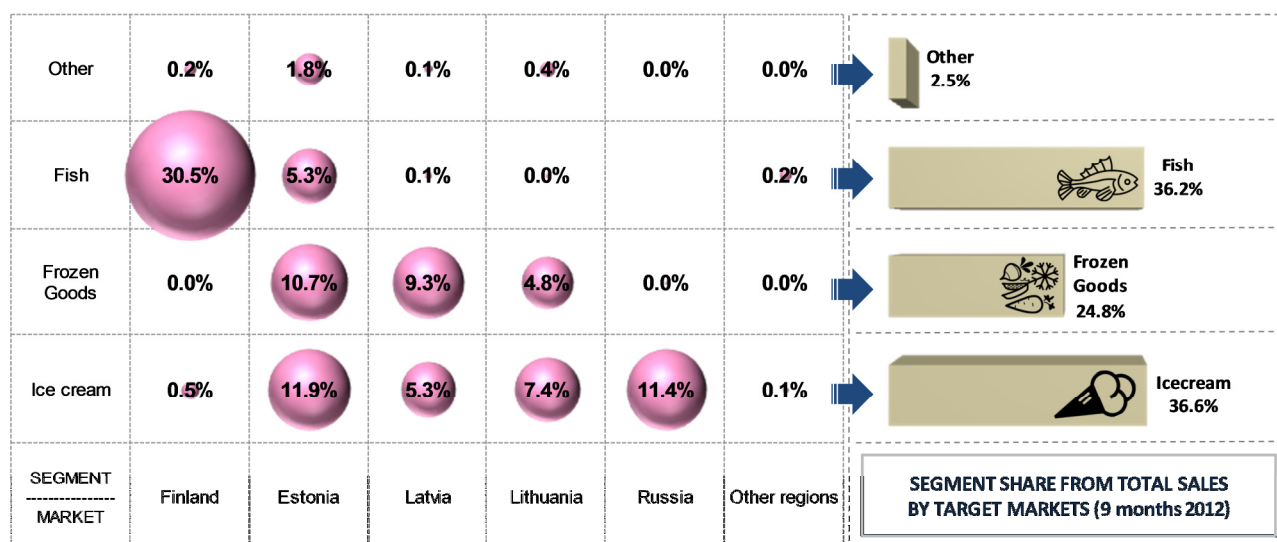 Other 0.2% 1.8% 0.1% 0.4% 0.0% 0.0%
Other
2.5%
Fish 30.5% 5.3% 0.1% 0.0% 0.2%
Fish
36.2%
Frozen
Goods
0.0% 10.7% 9.3% 4.8% 0.0% 0.0%
Frozen
Goods
24.8%
Ice cream 0.5% 11.9% 5.3% 7.4% 11.4% 0.1%
Icecream
36.6%
SEGMENT
----------------
MARKET
Finland Estonia Latvia Lithuania Russia Other regions
SEGMENT SHARE FROM TOTAL SALES
BY TARGET MARKETS (9 months 2012)